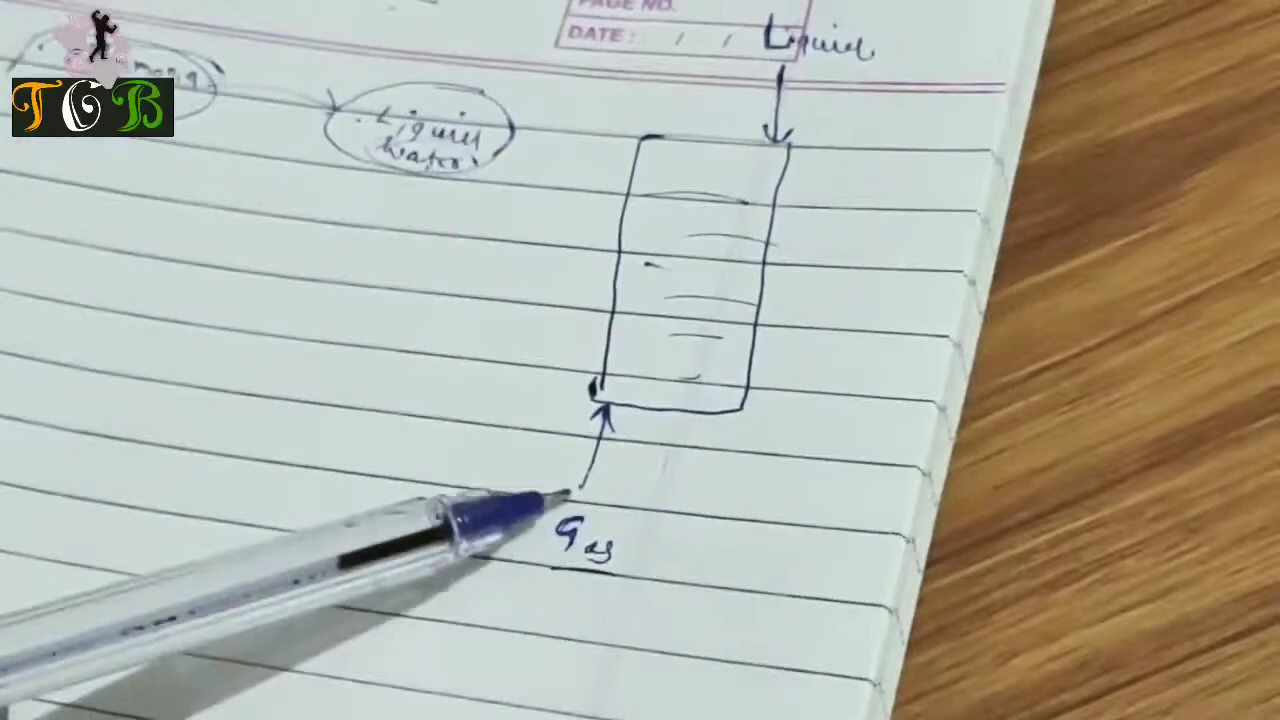 PAGE NO.
DATE: / /
Liquid
TGB
Liquid
water
Gas